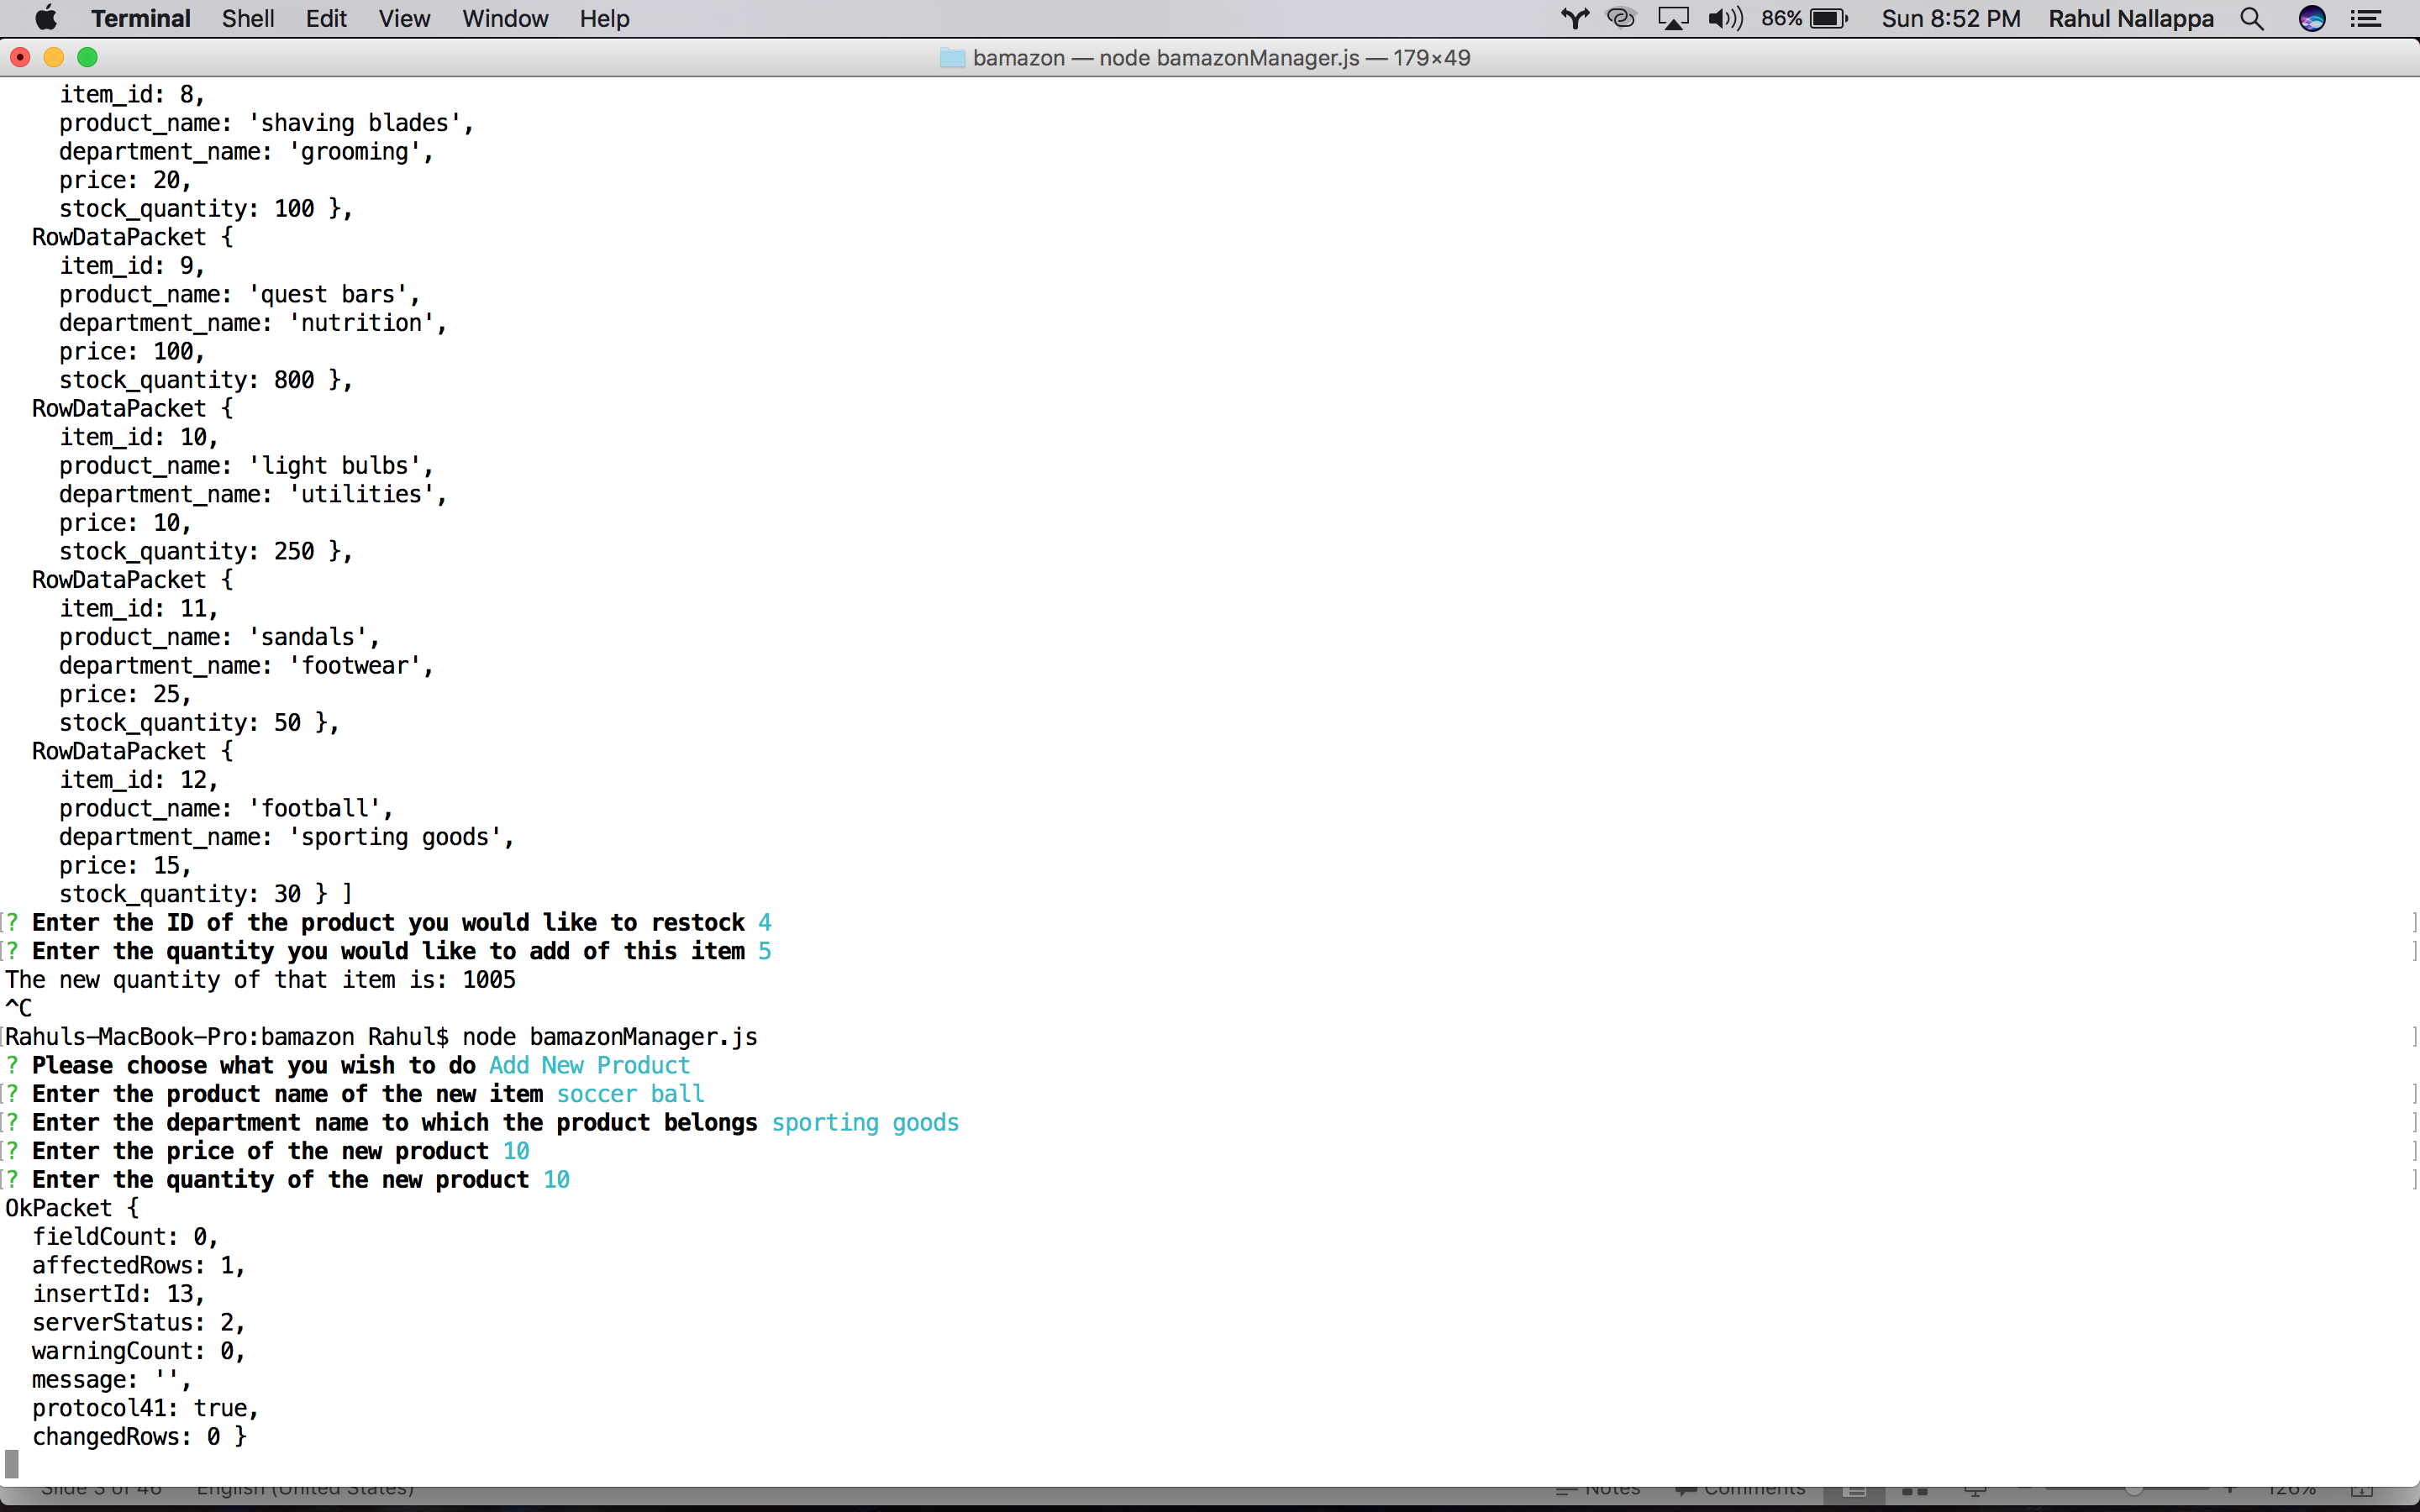 Terminal Shell Edit View Window Help 86% Sun 8:52 PM Rahul Nallappa
bamazon — node bamazonManager.js — 179×49
item_id: 8,
product_name: 'shaving blades',
department_name: 'grooming',
price: 20,
stock_quantity: 100 },
RowDataPacket {
item_id: 9,
product_name: 'quest bars',
department_name: 'nutrition',
price: 100,
stock_quantity: 800 },
RowDataPacket {
item_id: 10,
product_name: 'light bulbs',
department_name: 'utilities',
price: 10,
stock_quantity: 250 },
RowDataPacket {
item_id: 11,
product_name: 'sandals',
department_name: 'footwear',
price: 25,
stock_quantity: 50 },
RowDataPacket {
item_id: 12,
product_name: 'football',
department_name: 'sporting goods',
price: 15,
stock_quantity: 30 } ]
[? Enter the ID of the product you would like to restock 4 ]
[? Enter the quantity you would like to add of this item 5 ]
The new quantity of that item is: 1005
^C
[Rahuls-MacBook-Pro:bamazon Rahul$ node bamazonManager.js ]
? Please choose what you wish to do Add New Product
[? Enter the product name of the new item soccer ball ]
[? Enter the department name to which the product belongs sporting goods ]
[? Enter the price of the new product 10 ]
[? Enter the quantity of the new product 10 ]
OkPacket {
fieldCount: 0,
affectedRows: 1,
insertId: 13,
serverStatus: 2,
warningCount: 0,
message: '',
protocol41: true,
changedRows: 0 }
Slide 3 of 46 English (United States) Notes Comments 126%